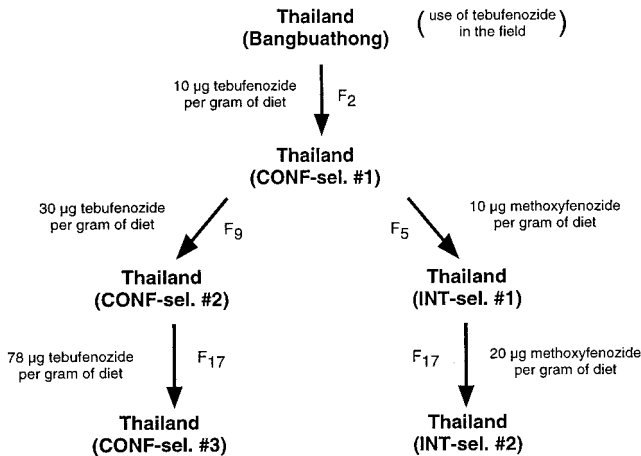 Thailand
(Bangbuathong)
( use of tebufenozide
in the field )
10 µg tebufenozide
per gram of diet
F2
Thailand
(CONF-sel. #1)
30 µg tebufenozide
per gram of diet
F9
F5
10 µg methoxyfenozide
per gram of diet
Thailand
(CONF-sel. #2)
Thailand
(INT-sel. #1)
78 µg tebufenozide
per gram of diet
F17
F17
20 µg methoxyfenozide
per gram of diet
Thailand
(CONF-sel. #3)
Thailand
(INT-sel. #2)